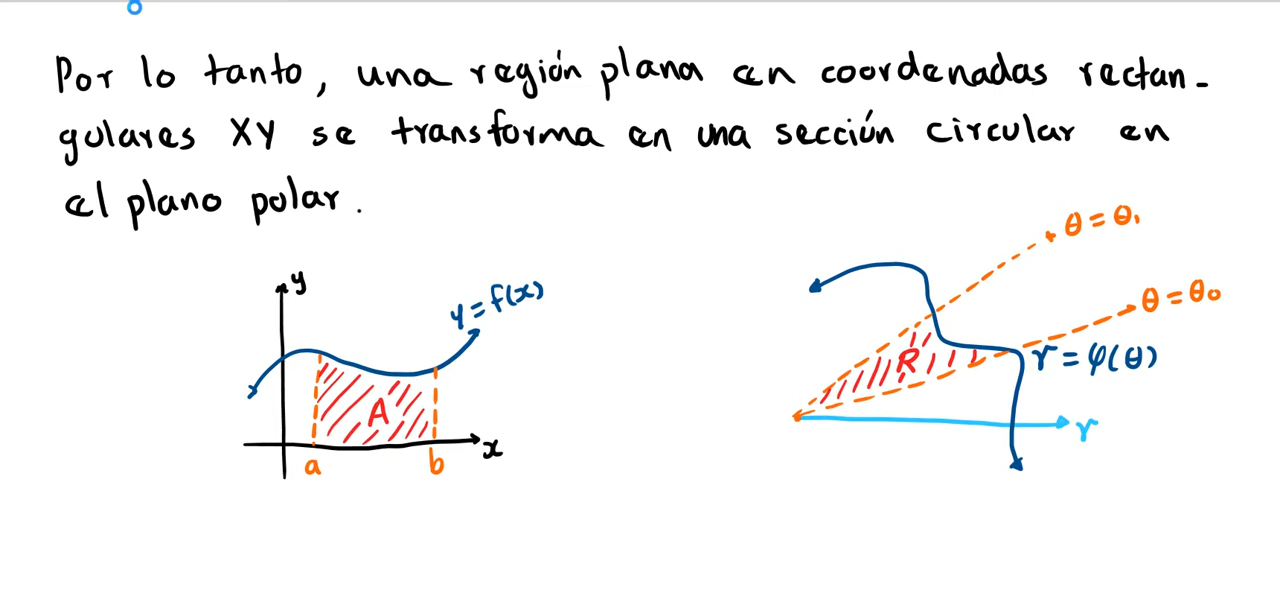 Por lo tanto, una región plana en coordenadas rectan-
gulares XY se transforma en una sección circular en
el plano polar.
θ = θ₁
y
y = f(x)
θ = θ₀
R
r = φ(θ)
A
r
x
a
b